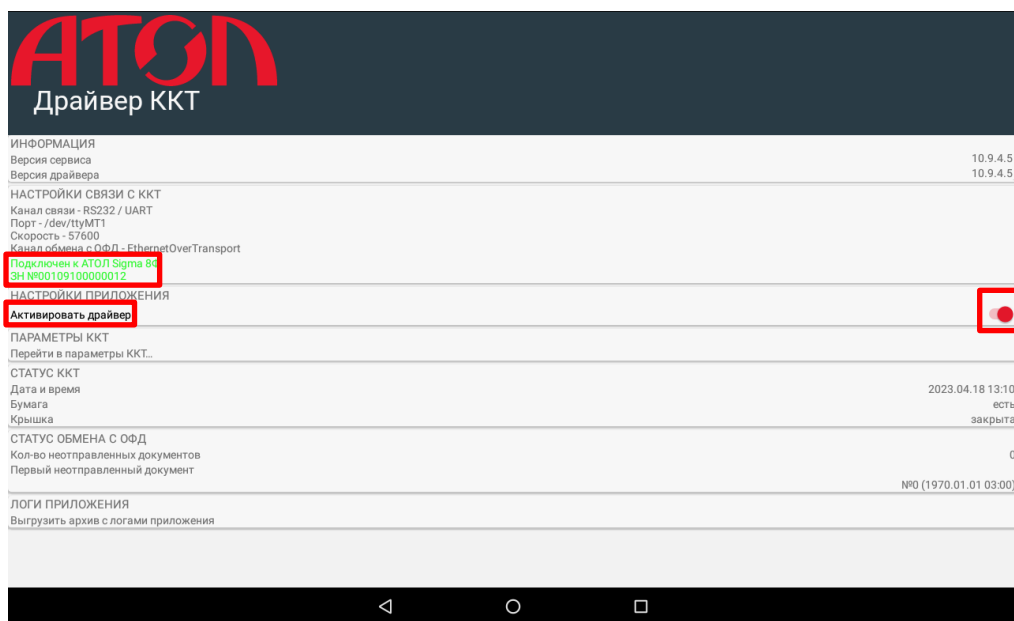 АТОЛ
Драйвер ККТ
ИНФОРМАЦИЯ
Версия сервиса 10.9.4.5
Версия драйвера 10.9.4.5
НАСТРОЙКИ СВЯЗИ С ККТ
Канал связи - RS232 / UART
Порт - /dev/ttyMT1
Скорость - 57600
Канал обмена с ОФД - EthernetOverTransport
Подключен к АТОЛ Sigma 8Ф
ЗН №00109100000012
НАСТРОЙКИ ПРИЛОЖЕНИЯ
Активировать драйвер
ПАРАМЕТРЫ ККТ
Перейти в параметры ККТ...
СТАТУС ККТ
Дата и время 2023.04.18 13:10
Бумага есть
Крышка закрыта
СТАТУС ОБМЕНА С ОФД
Кол-во неотправленных документов 0
Первый неотправленный документ
№0 (1970.01.01 03:00)
ЛОГИ ПРИЛОЖЕНИЯ
Выгрузить архив с логами приложения